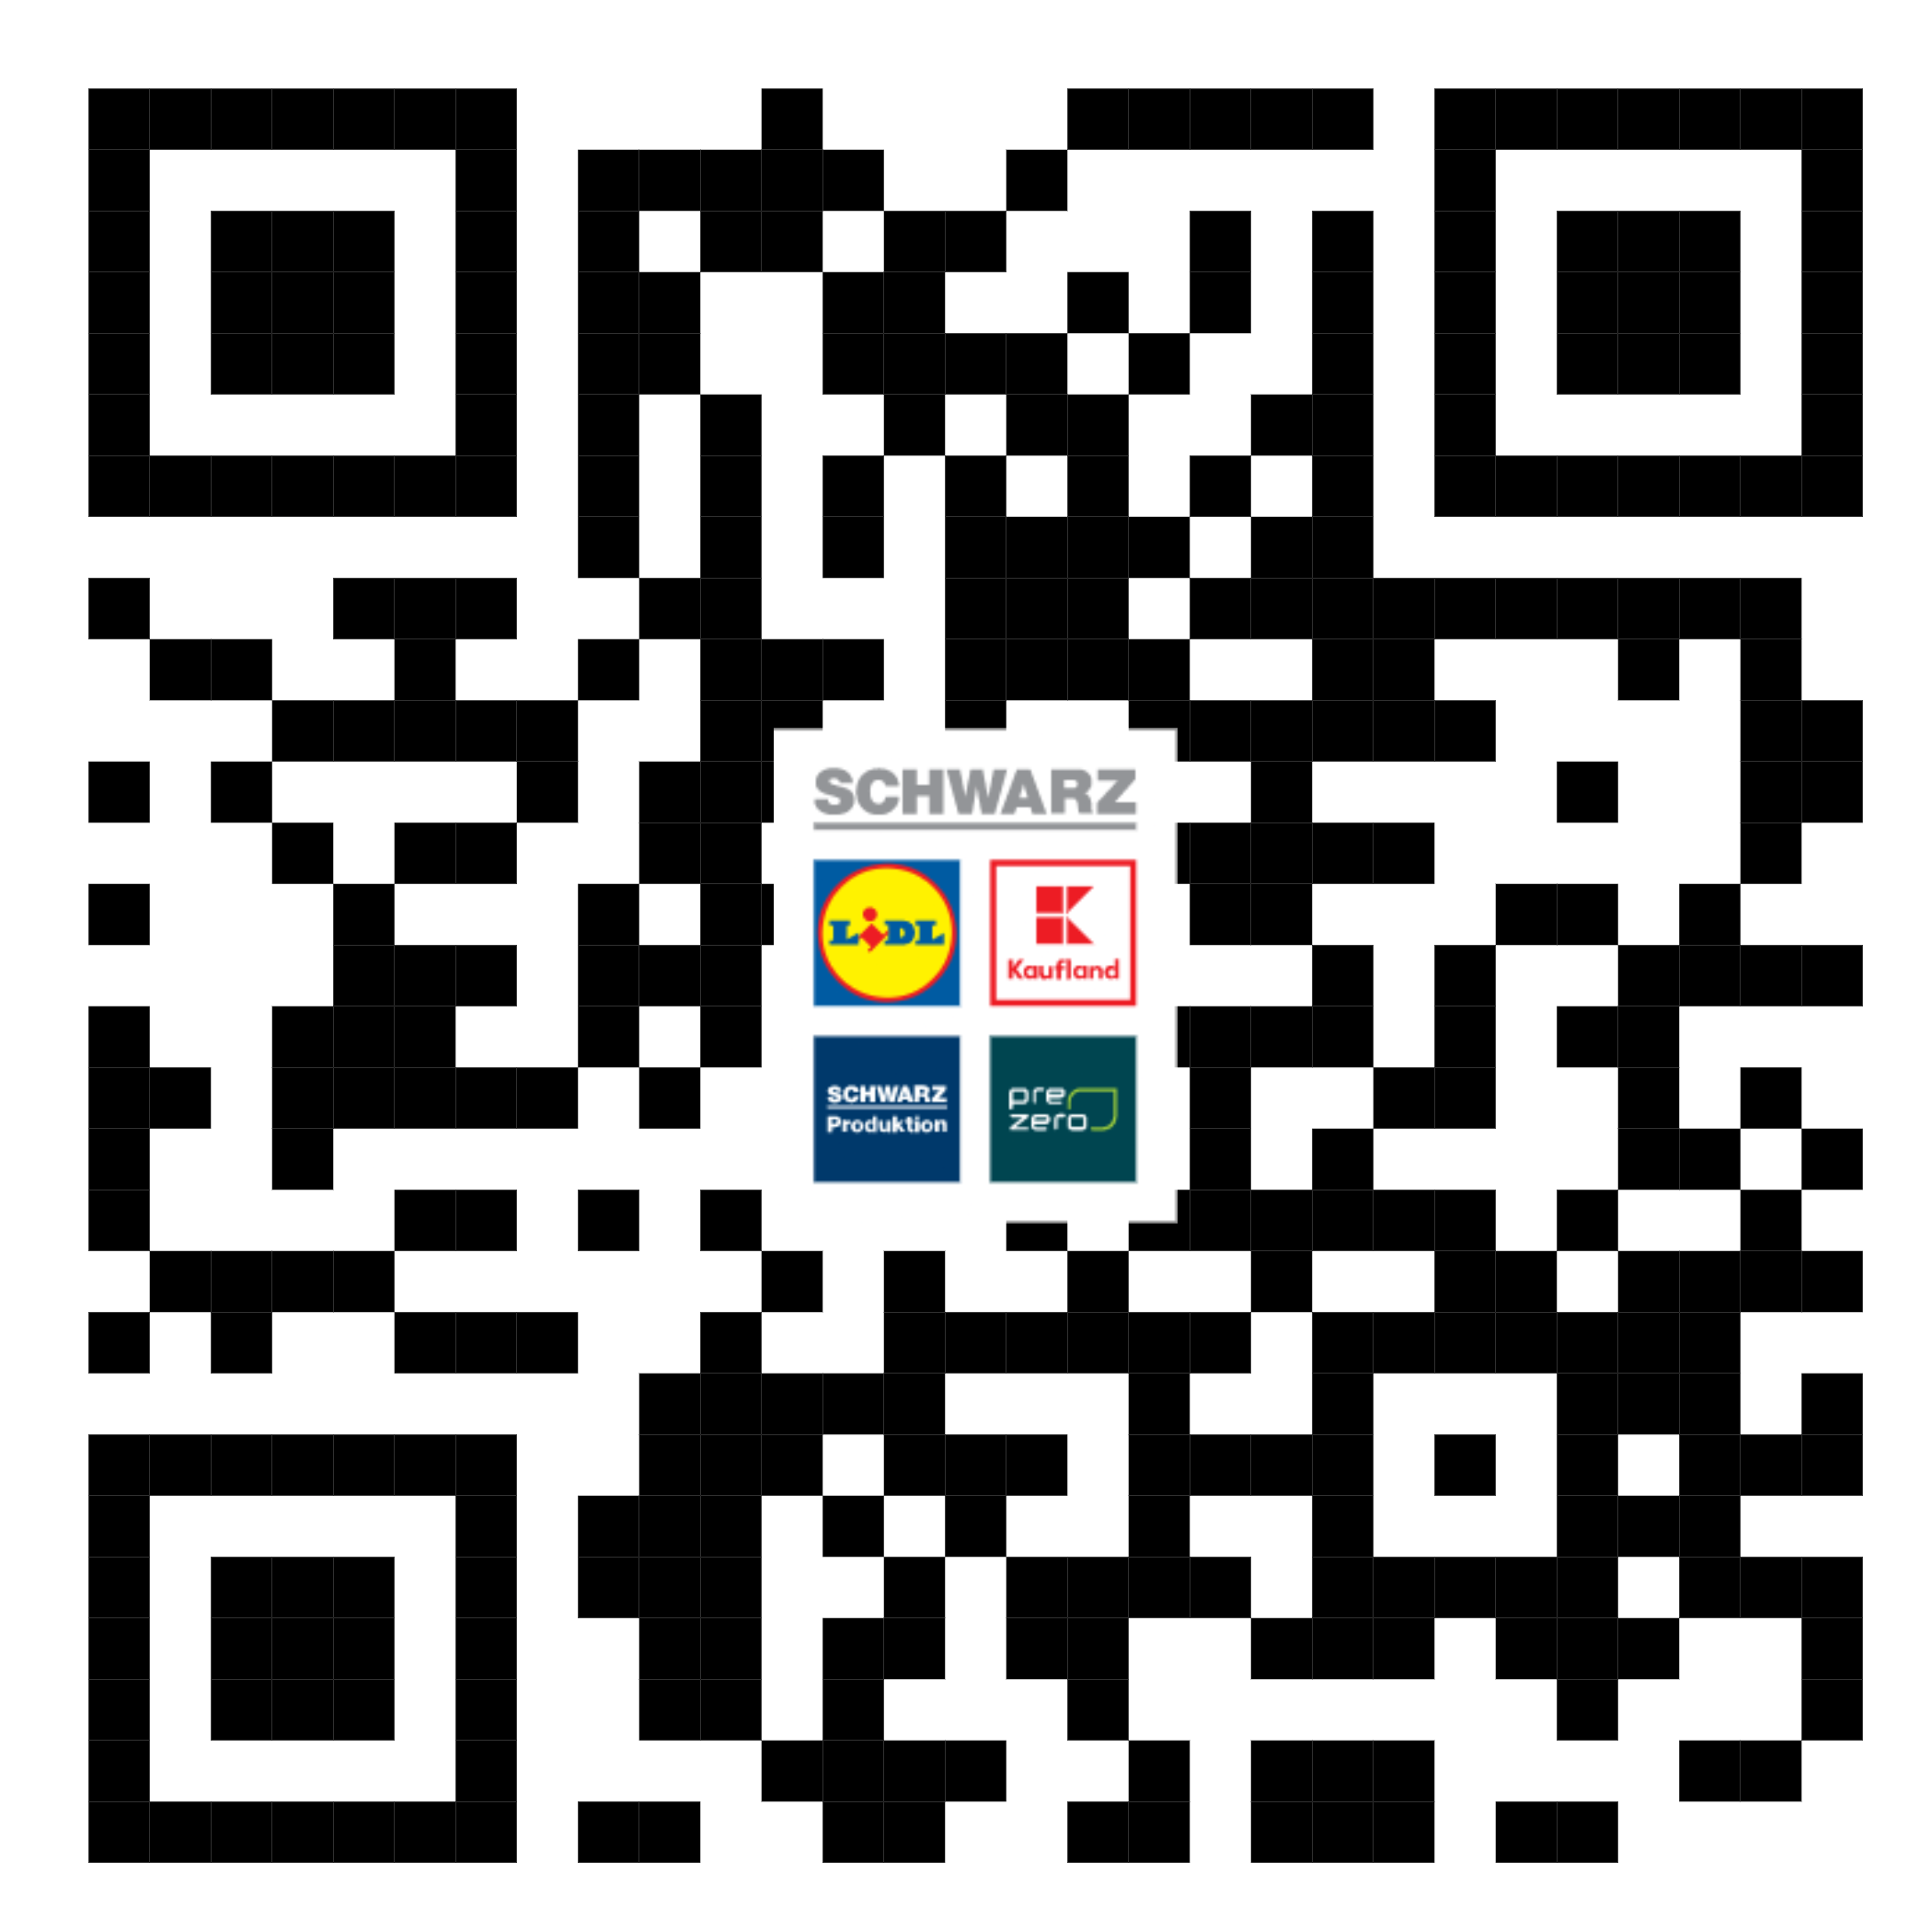 SCHWARZ
LIDL
K
Kaufland
SCHWARZ
Produktion
pre
zero